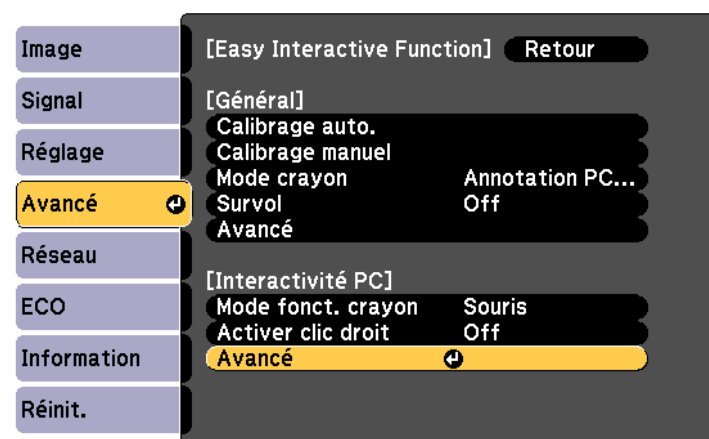 Image
Signal
Réglage
Avancé
Réseau
ECO
Information
Réinit.
[Easy Interactive Function] Retour
[Général]
Calibrage auto.
Calibrage manuel
Mode crayon Annotation PC...
Survol Off
Avancé
[Interactivité PC]
Mode fonct. crayon Souris
Activer clic droit Off
Avancé